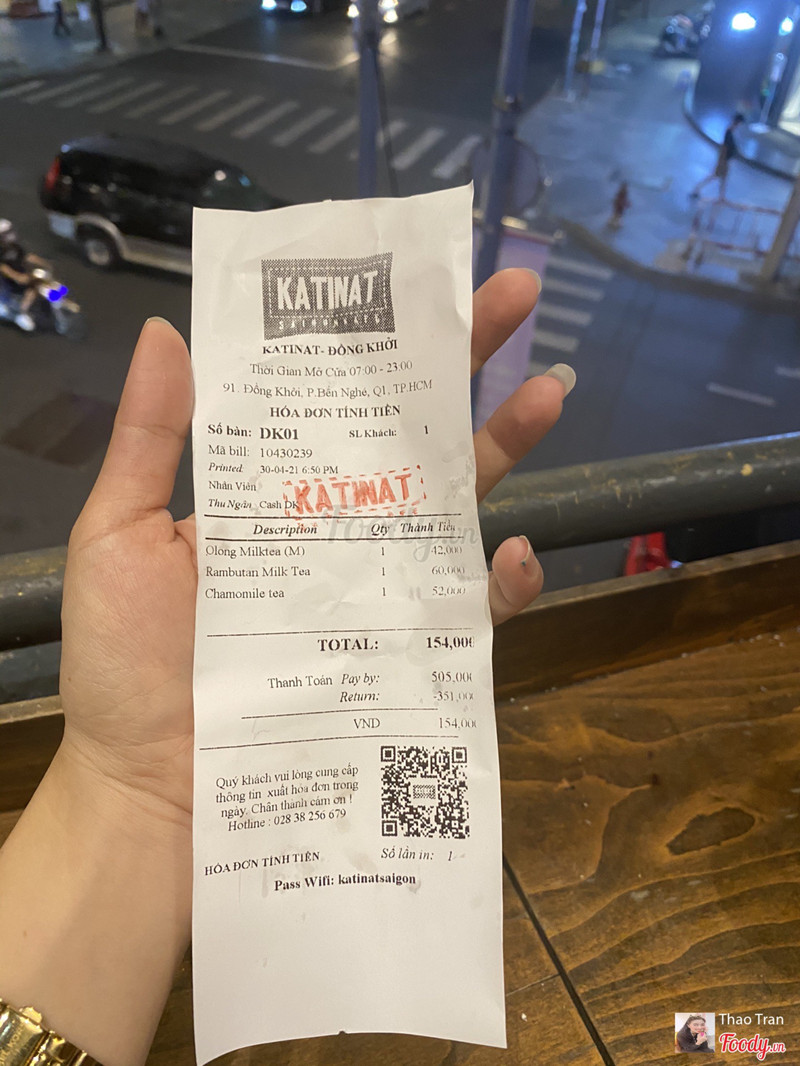 KATINAT
SAIGON KAFE
KATINAT- ĐỒNG KHỞI
Thời Gian Mở Cửa 07:00 - 23:00
91. Đồng Khởi, P.Bến Nghé, Q1, TP.HCM
HÓA ĐƠN TÍNH TIỀN
Số bàn: DK01 SL Khách: 1
Mã bill: 10430239
Printed: 30-04-21 6:50 PM
Nhân Viên
Thu Ngân Cash DK
KATINAT
Foody.vn
Description Qty Thành Tiền
Olong Milktea (M) 1 42,000
Rambutan Milk Tea 1 60,000
Chamomile tea 1 52,000
TOTAL: 154,000
Thanh Toán Pay by: 505,000
Return: -351,000
VND 154,000
Quý khách vui lòng cung cấp
thông tin xuất hóa đơn trong
ngày. Chân thành cám ơn !
Hotline : 028 38 256 679
HÓA ĐƠN TÍNH TIỀN Số lần in: 1
Pass Wifi: katinatsaigon
Thao Tran
Foody.vn